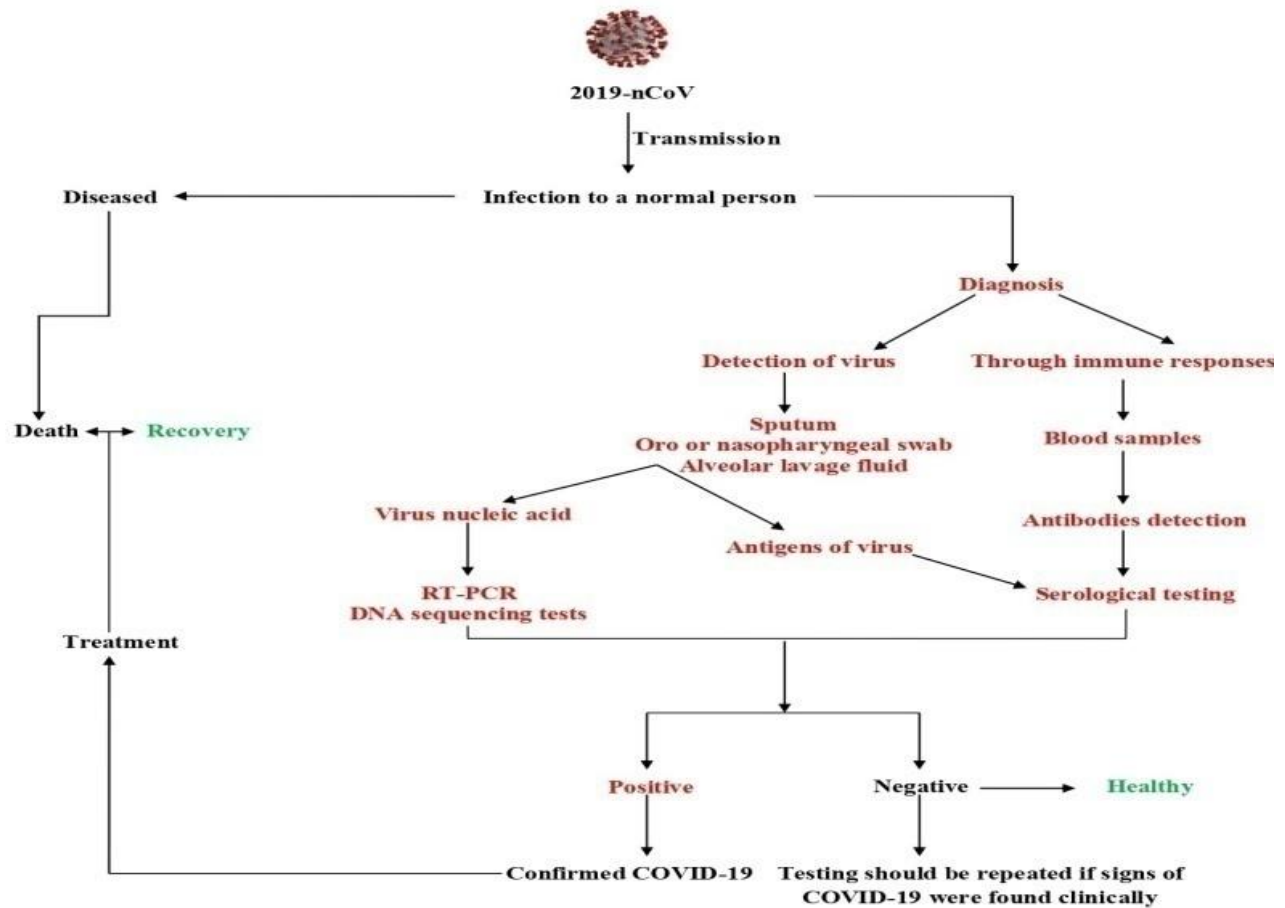 2019-nCoV
Transmission
Diseased
Infection to a normal person
Diagnosis
Detection of virus
Through immune responses
Death
Recovery
Sputum
Oro or nasopharyngeal swab
Alveolar lavage fluid
Blood samples
Virus nucleic acid
Antigens of virus
Antibodies detection
RT-PCR
DNA sequencing tests
Serological testing
Treatment
Positive
Negative
Healthy
Confirmed COVID-19
Testing should be repeated if signs of
COVID-19 were found clinically